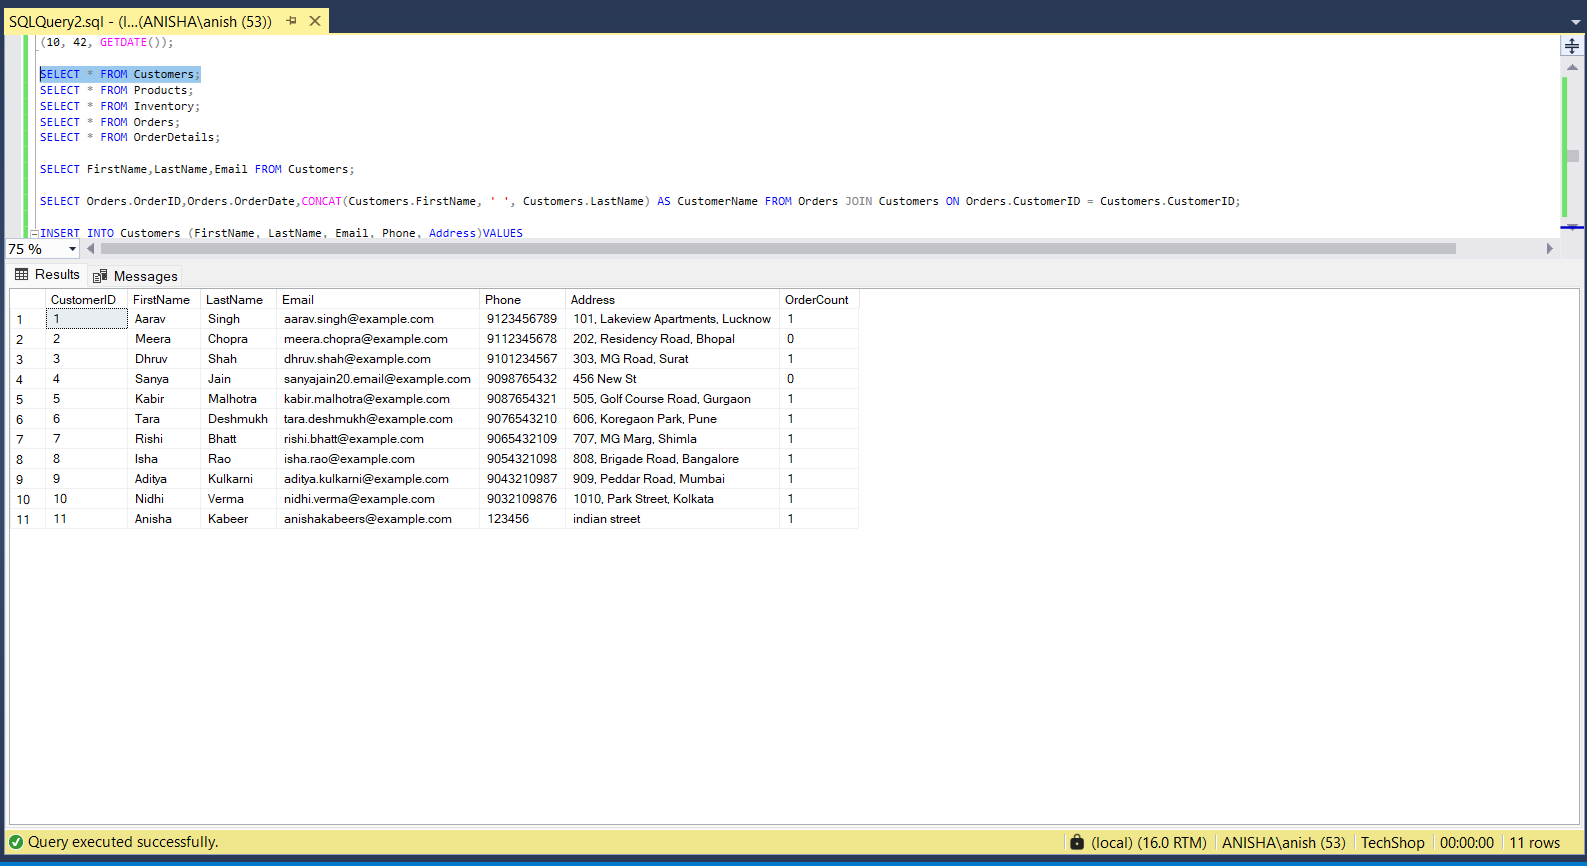 SQLQuery2.sql - (l...(ANISHA\anish (53))
(10, 42, GETDATE());
SELECT * FROM Customers;
SELECT * FROM Products;
SELECT * FROM Inventory;
SELECT * FROM Orders;
SELECT * FROM OrderDetails;
SELECT FirstName,LastName,Email FROM Customers;
SELECT Orders.OrderID,Orders.OrderDate,CONCAT(Customers.FirstName, ' ', Customers.LastName) AS CustomerName FROM Orders JOIN Customers ON Orders.CustomerID = Customers.CustomerID;
INSERT INTO Customers (FirstName, LastName, Email, Phone, Address)VALUES
75 %
Results Messages
CustomerID FirstName LastName Email Phone Address OrderCount
1 1 Aarav Singh aarav.singh@example.com 9123456789 101, Lakeview Apartments, Lucknow 1
2 2 Meera Chopra meera.chopra@example.com 9112345678 202, Residency Road, Bhopal 0
3 3 Dhruv Shah dhruv.shah@example.com 9101234567 303, MG Road, Surat 1
4 4 Sanya Jain sanyajain20.email@example.com 9098765432 456 New St 0
5 5 Kabir Malhotra kabir.malhotra@example.com 9087654321 505, Golf Course Road, Gurgaon 1
6 6 Tara Deshmukh tara.deshmukh@example.com 9076543210 606, Koregaon Park, Pune 1
7 7 Rishi Bhatt rishi.bhatt@example.com 9065432109 707, MG Marg, Shimla 1
8 8 Isha Rao isha.rao@example.com 9054321098 808, Brigade Road, Bangalore 1
9 9 Aditya Kulkarni aditya.kulkarni@example.com 9043210987 909, Peddar Road, Mumbai 1
10 10 Nidhi Verma nidhi.verma@example.com 9032109876 1010, Park Street, Kolkata 1
11 11 Anisha Kabeer anishakabeers@example.com 123456 indian street 1
Query executed successfully. (local) (16.0 RTM) ANISHA\anish (53) TechShop 00:00:00 11 rows